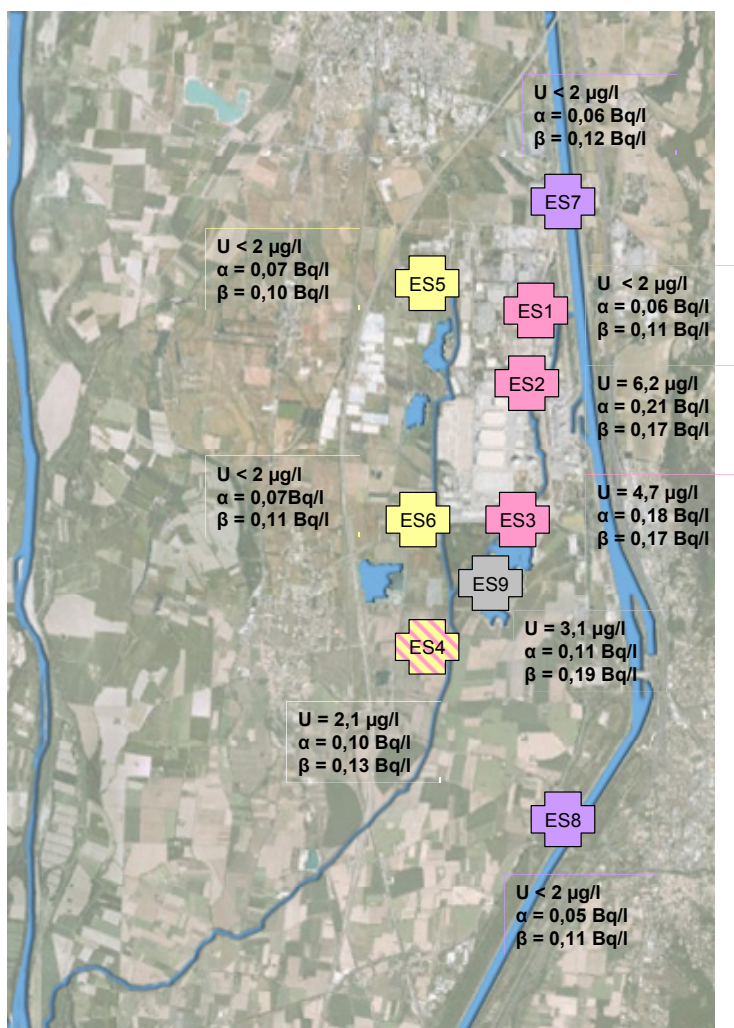 U < 2 µg/l
α = 0,06 Bq/l
β = 0,12 Bq/l
ES7
U < 2 µg/l
α = 0,07 Bq/l
β = 0,10 Bq/l
ES5
ES1
U < 2 µg/l
α = 0,06 Bq/l
β = 0,11 Bq/l
ES2
U = 6,2 µg/l
α = 0,21 Bq/l
β = 0,17 Bq/l
U < 2 µg/l
α = 0,07Bq/l
β = 0,11 Bq/l
ES6
ES3
U = 4,7 µg/l
α = 0,18 Bq/l
β = 0,17 Bq/l
ES9
U = 3,1 µg/l
α = 0,11 Bq/l
β = 0,19 Bq/l
ES4
U = 2,1 µg/l
α = 0,10 Bq/l
β = 0,13 Bq/l
ES8
U < 2 µg/l
α = 0,05 Bq/l
β = 0,11 Bq/l